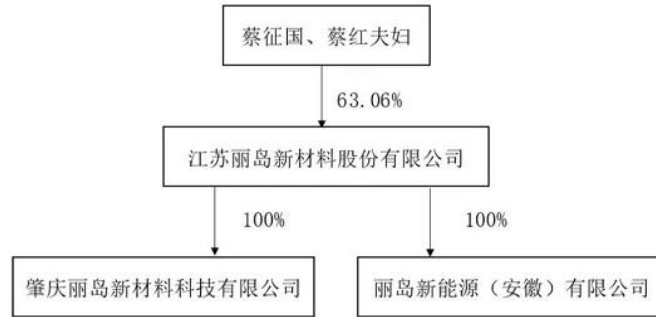 蔡征国、蔡红夫妇
63.06%
江苏丽岛新材料股份有限公司
100%
100%
肇庆丽岛新材料科技有限公司
丽岛新能源（安徽）有限公司